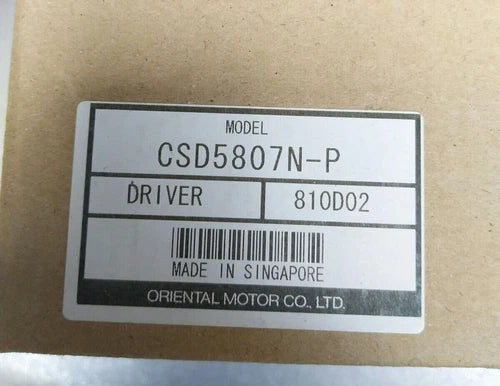 MODEL
CSD5807N-P
DRIVER 810D02
MADE IN SINGAPORE
ORIENTAL MOTOR CO., LTD.